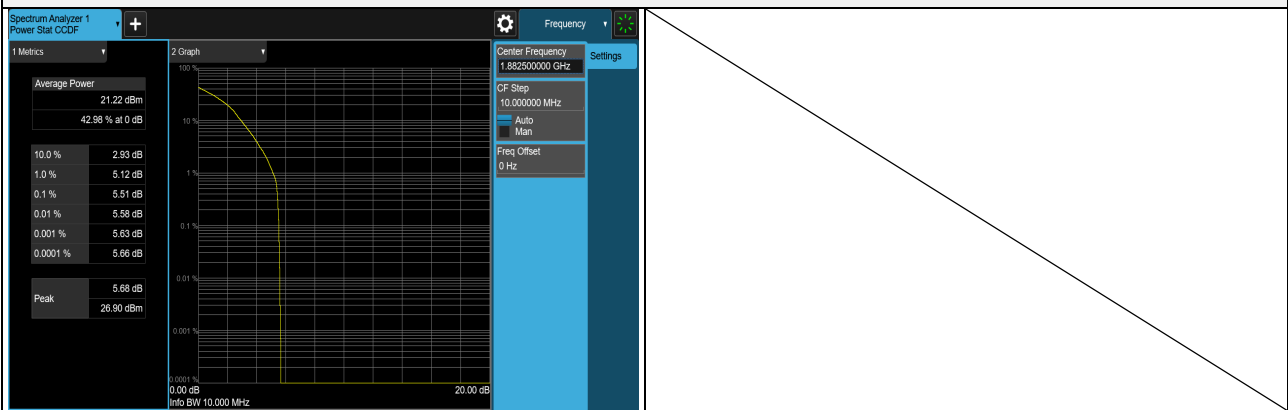 Spectrum Analyzer 1
Power Stat CCDF
+
Frequency
1 Metrics
2 Graph
Center Frequency
1.882500000 GHz
Settings
CF Step
10.000000 MHz
Auto
Man
Freq Offset
0 Hz
Average Power
21.22 dBm
42.98 % at 0 dB
10.0 % 2.93 dB
1.0 % 5.12 dB
0.1 % 5.51 dB
0.01 % 5.58 dB
0.001 % 5.63 dB
0.0001 % 5.66 dB
Peak
5.68 dB
26.90 dBm
100 %
10 %
1 %
0.1 %
0.01 %
0.001 %
0.0001 %
0.00 dB 20.00 dB
Info BW 10.000 MHz